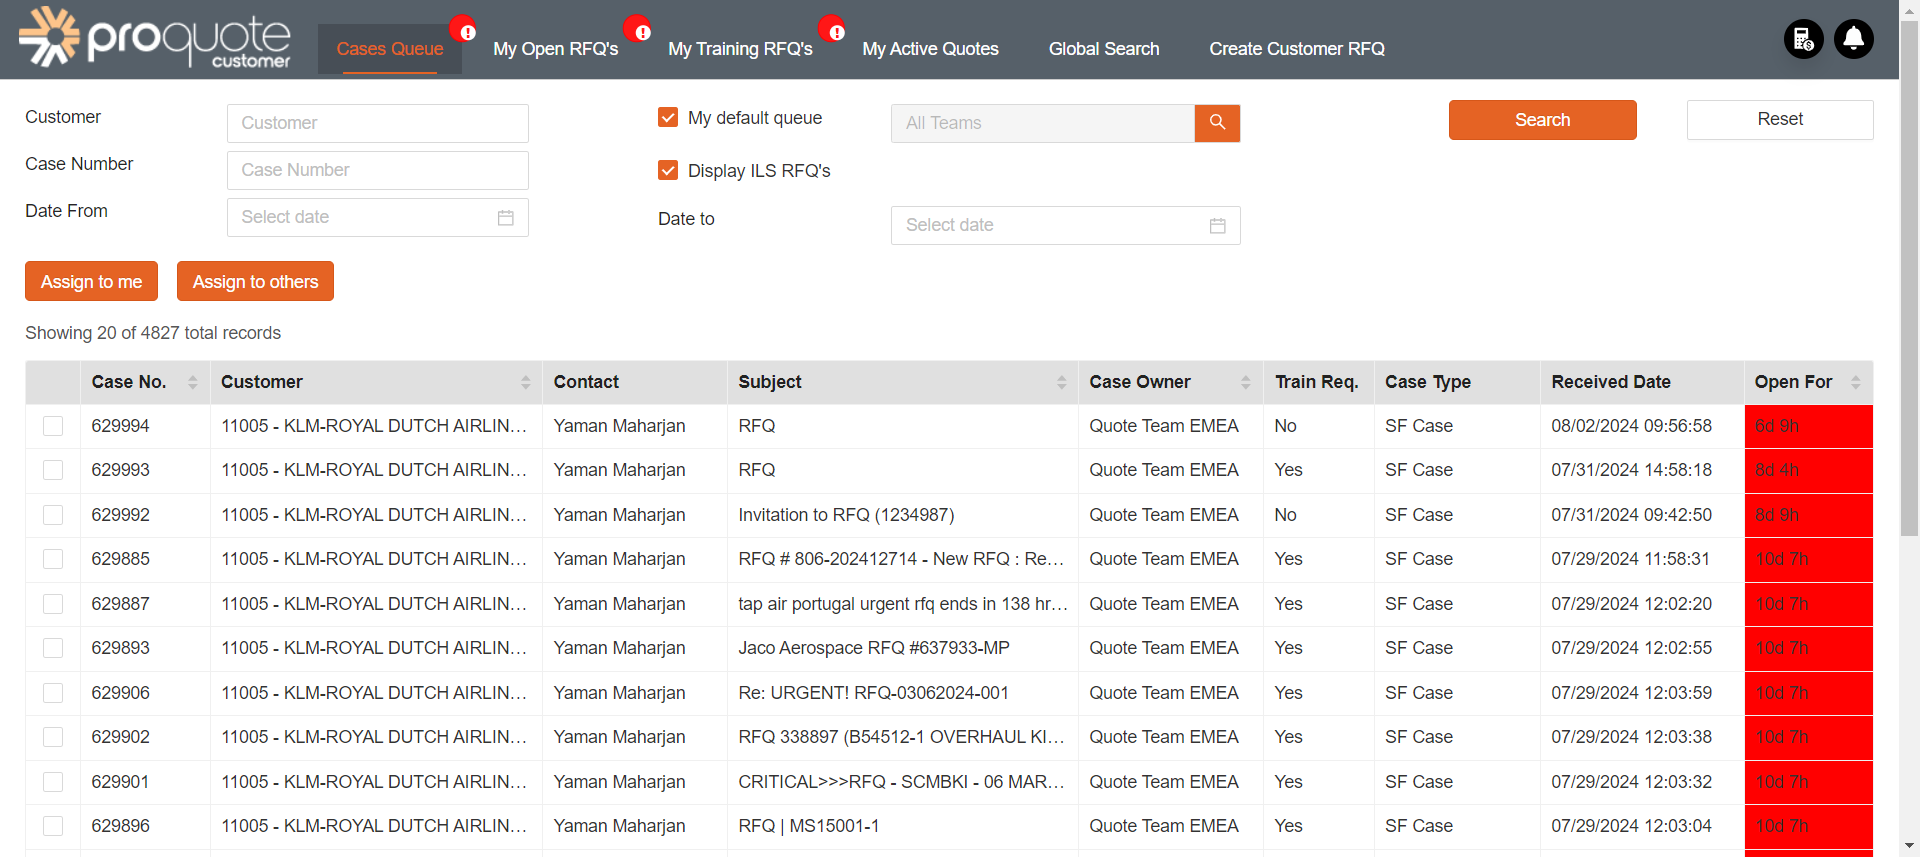 proquote
customer
Cases Queue
My Open RFQ's
My Training RFQ's
My Active Quotes
Global Search
Create Customer RFQ
Customer
Customer
My default queue
All Teams
Search
Reset
Case Number
Case Number
Display ILS RFQ's
Date From
Select date
Date to
Select date
Assign to me
Assign to others
Showing 20 of 4827 total records
Case No. Customer Contact Subject Case Owner Train Req. Case Type Received Date Open For
629994 11005 - KLM-ROYAL DUTCH AIRLIN... Yaman Maharjan RFQ Quote Team EMEA No SF Case 08/02/2024 09:56:58 6d 9h
629993 11005 - KLM-ROYAL DUTCH AIRLIN... Yaman Maharjan RFQ Quote Team EMEA Yes SF Case 07/31/2024 14:58:18 8d 4h
629992 11005 - KLM-ROYAL DUTCH AIRLIN... Yaman Maharjan Invitation to RFQ (1234987) Quote Team EMEA No SF Case 07/31/2024 09:42:50 8d 9h
629885 11005 - KLM-ROYAL DUTCH AIRLIN... Yaman Maharjan RFQ # 806-202412714 - New RFQ : Re... Quote Team EMEA Yes SF Case 07/29/2024 11:58:31 10d 7h
629887 11005 - KLM-ROYAL DUTCH AIRLIN... Yaman Maharjan tap air portugal urgent rfq ends in 138 hr... Quote Team EMEA Yes SF Case 07/29/2024 12:02:20 10d 7h
629893 11005 - KLM-ROYAL DUTCH AIRLIN... Yaman Maharjan Jaco Aerospace RFQ #637933-MP Quote Team EMEA Yes SF Case 07/29/2024 12:02:55 10d 7h
629906 11005 - KLM-ROYAL DUTCH AIRLIN... Yaman Maharjan Re: URGENT! RFQ-03062024-001 Quote Team EMEA Yes SF Case 07/29/2024 12:03:59 10d 7h
629902 11005 - KLM-ROYAL DUTCH AIRLIN... Yaman Maharjan RFQ 338897 (B54512-1 OVERHAUL KI... Quote Team EMEA Yes SF Case 07/29/2024 12:03:38 10d 7h
629901 11005 - KLM-ROYAL DUTCH AIRLIN... Yaman Maharjan CRITICAL>>>RFQ - SCMBKI - 06 MAR... Quote Team EMEA Yes SF Case 07/29/2024 12:03:32 10d 7h
629896 11005 - KLM-ROYAL DUTCH AIRLIN... Yaman Maharjan RFQ | MS15001-1 Quote Team EMEA Yes SF Case 07/29/2024 12:03:04 10d 7h